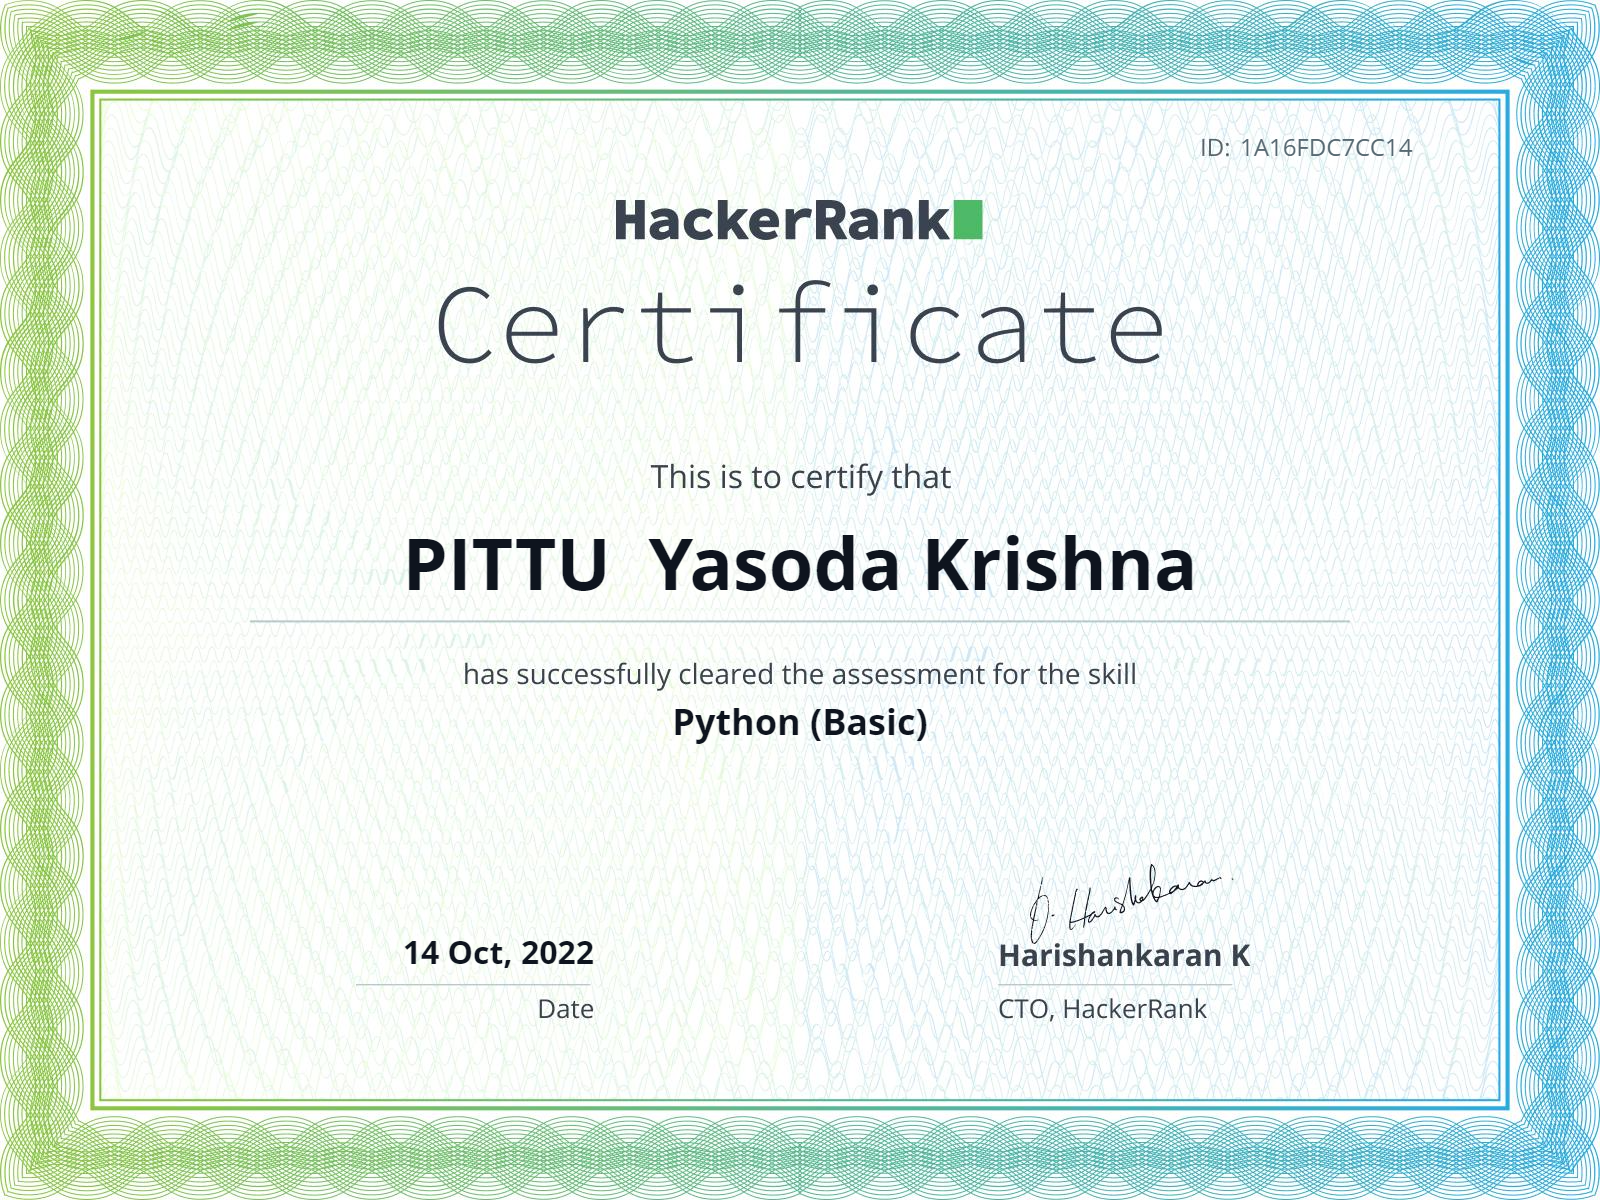 ID: 1A16FDC7CC14
HackerRank
Certificate
This is to certify that
PITTU  Yasoda Krishna
has successfully cleared the assessment for the skill
Python (Basic)
D. Harishankaran
14 Oct, 2022
Harishankaran K
Date
CTO, HackerRank